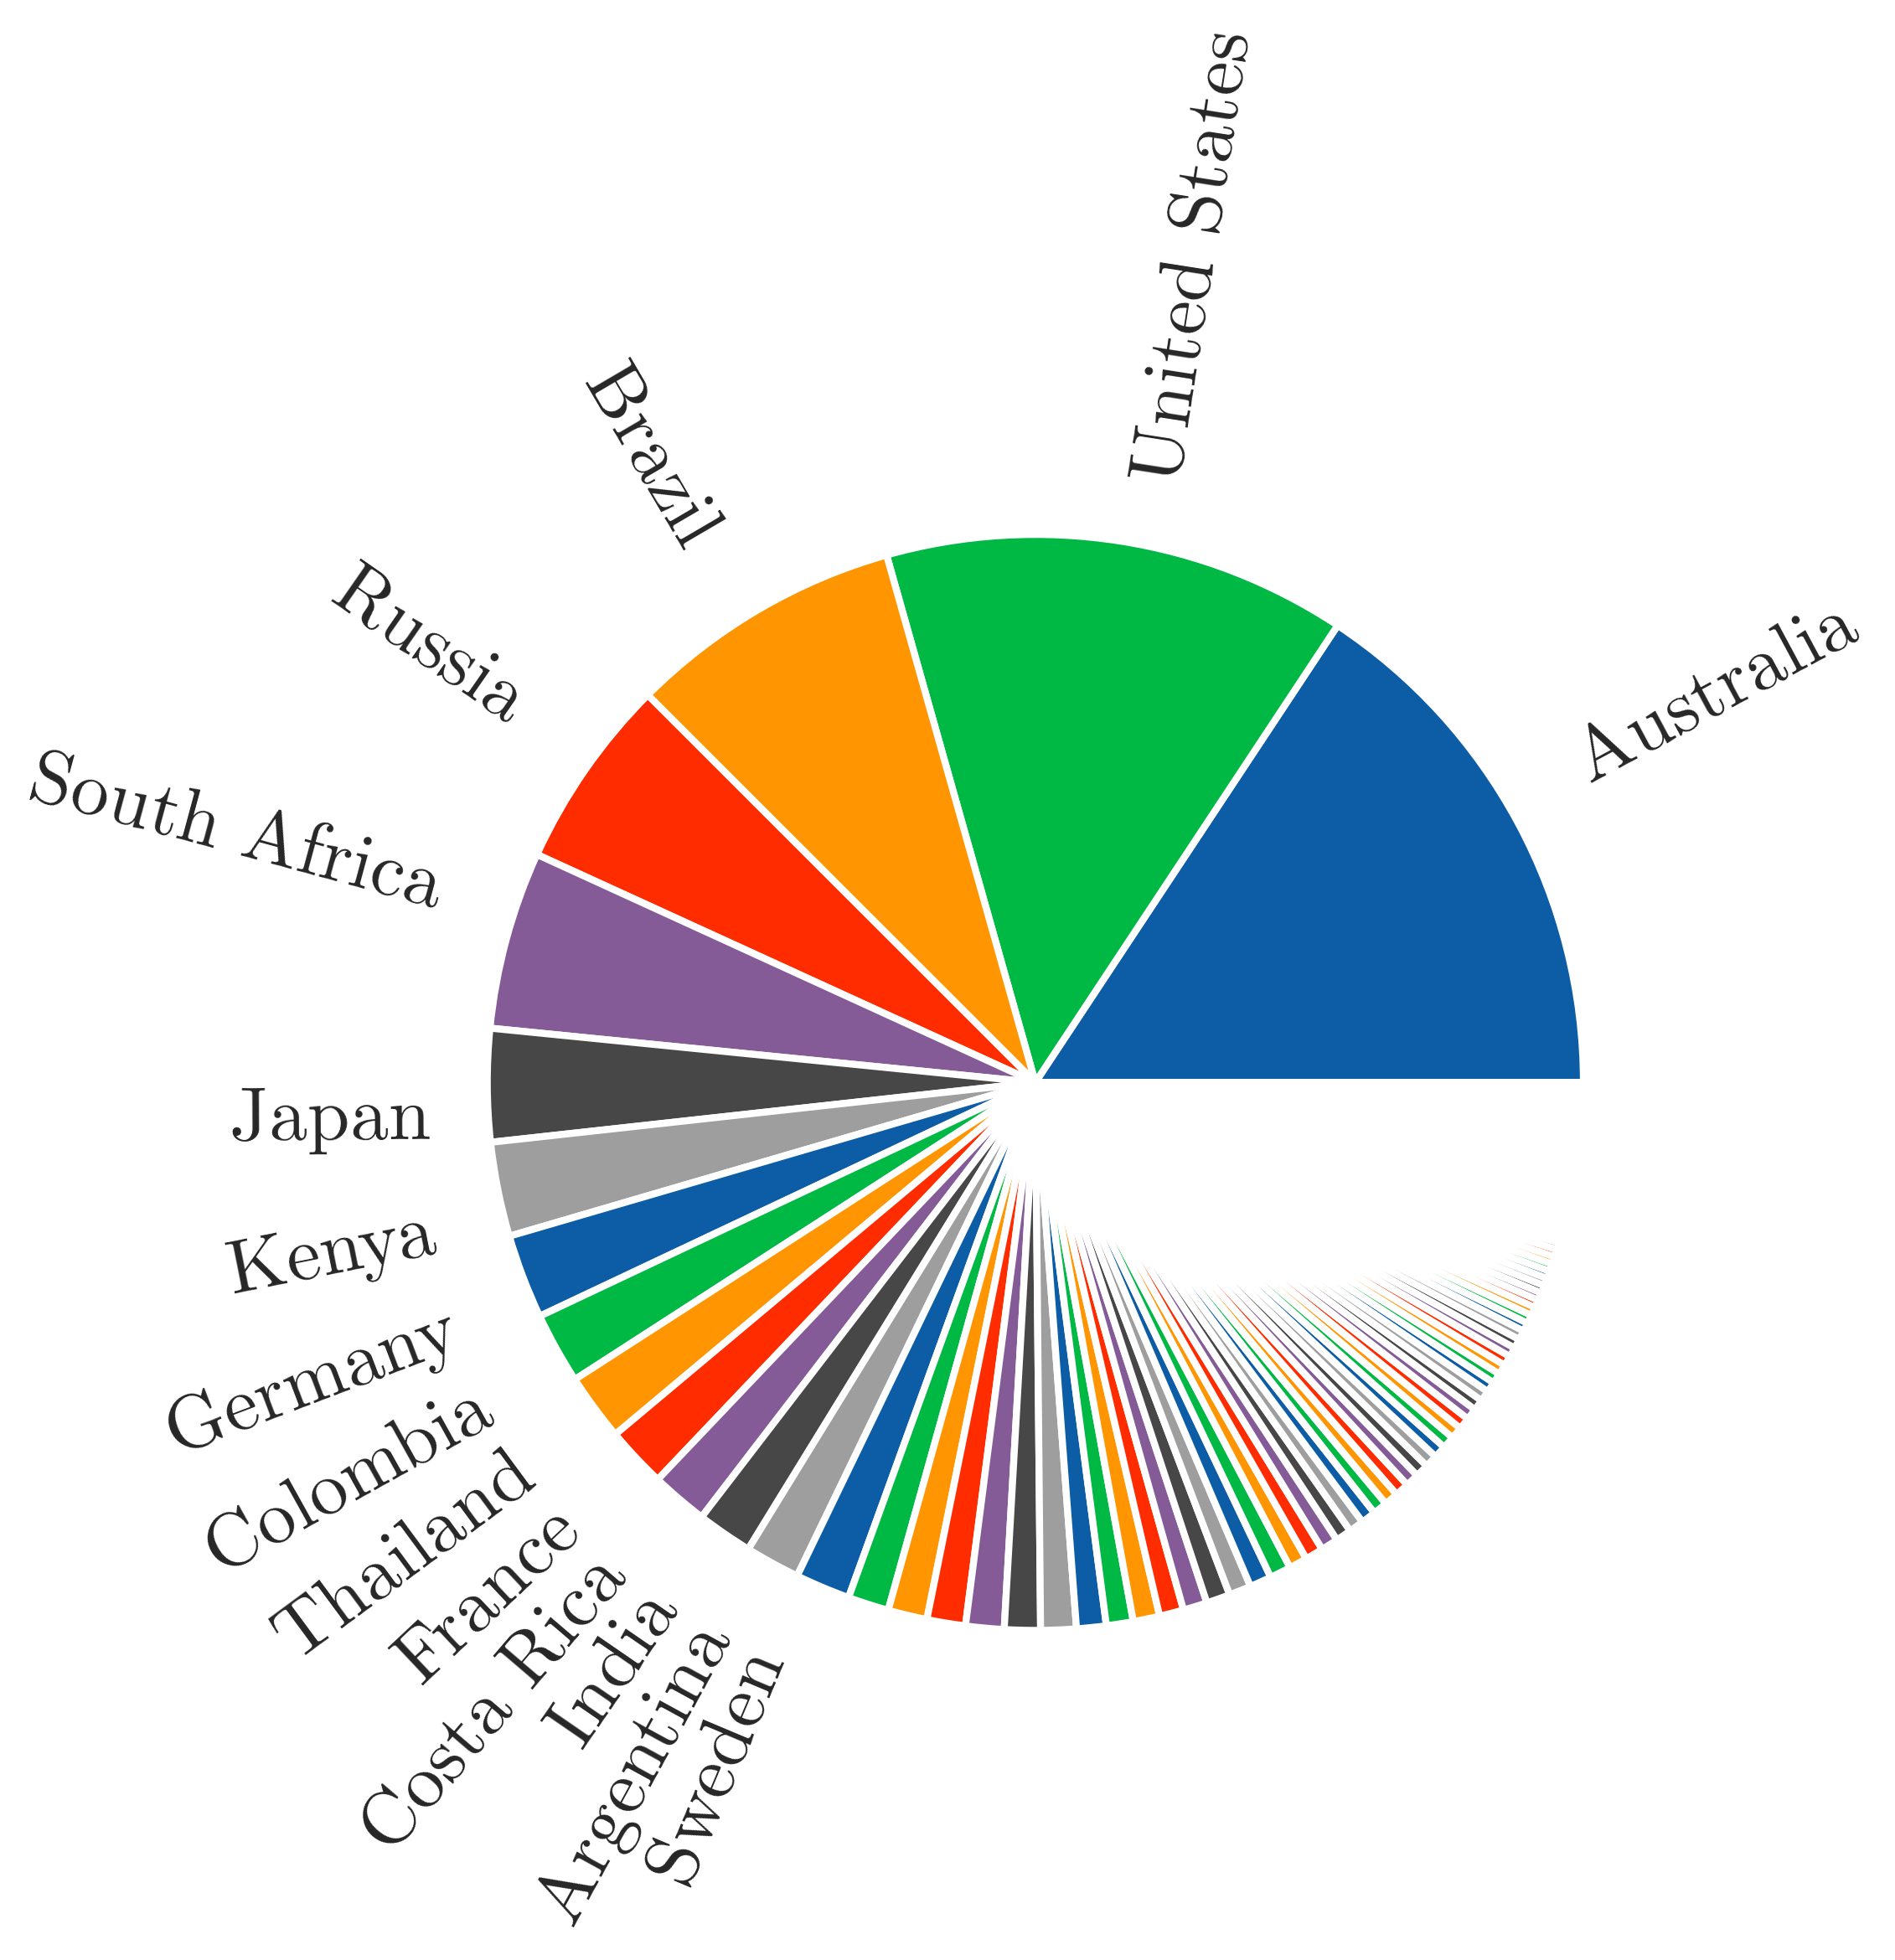 United States
Australia
Brazil
Russia
South Africa
Japan
Kenya
Germany
Colombia
Thailand
France
Costa Rica
India
Argentina
Sweden